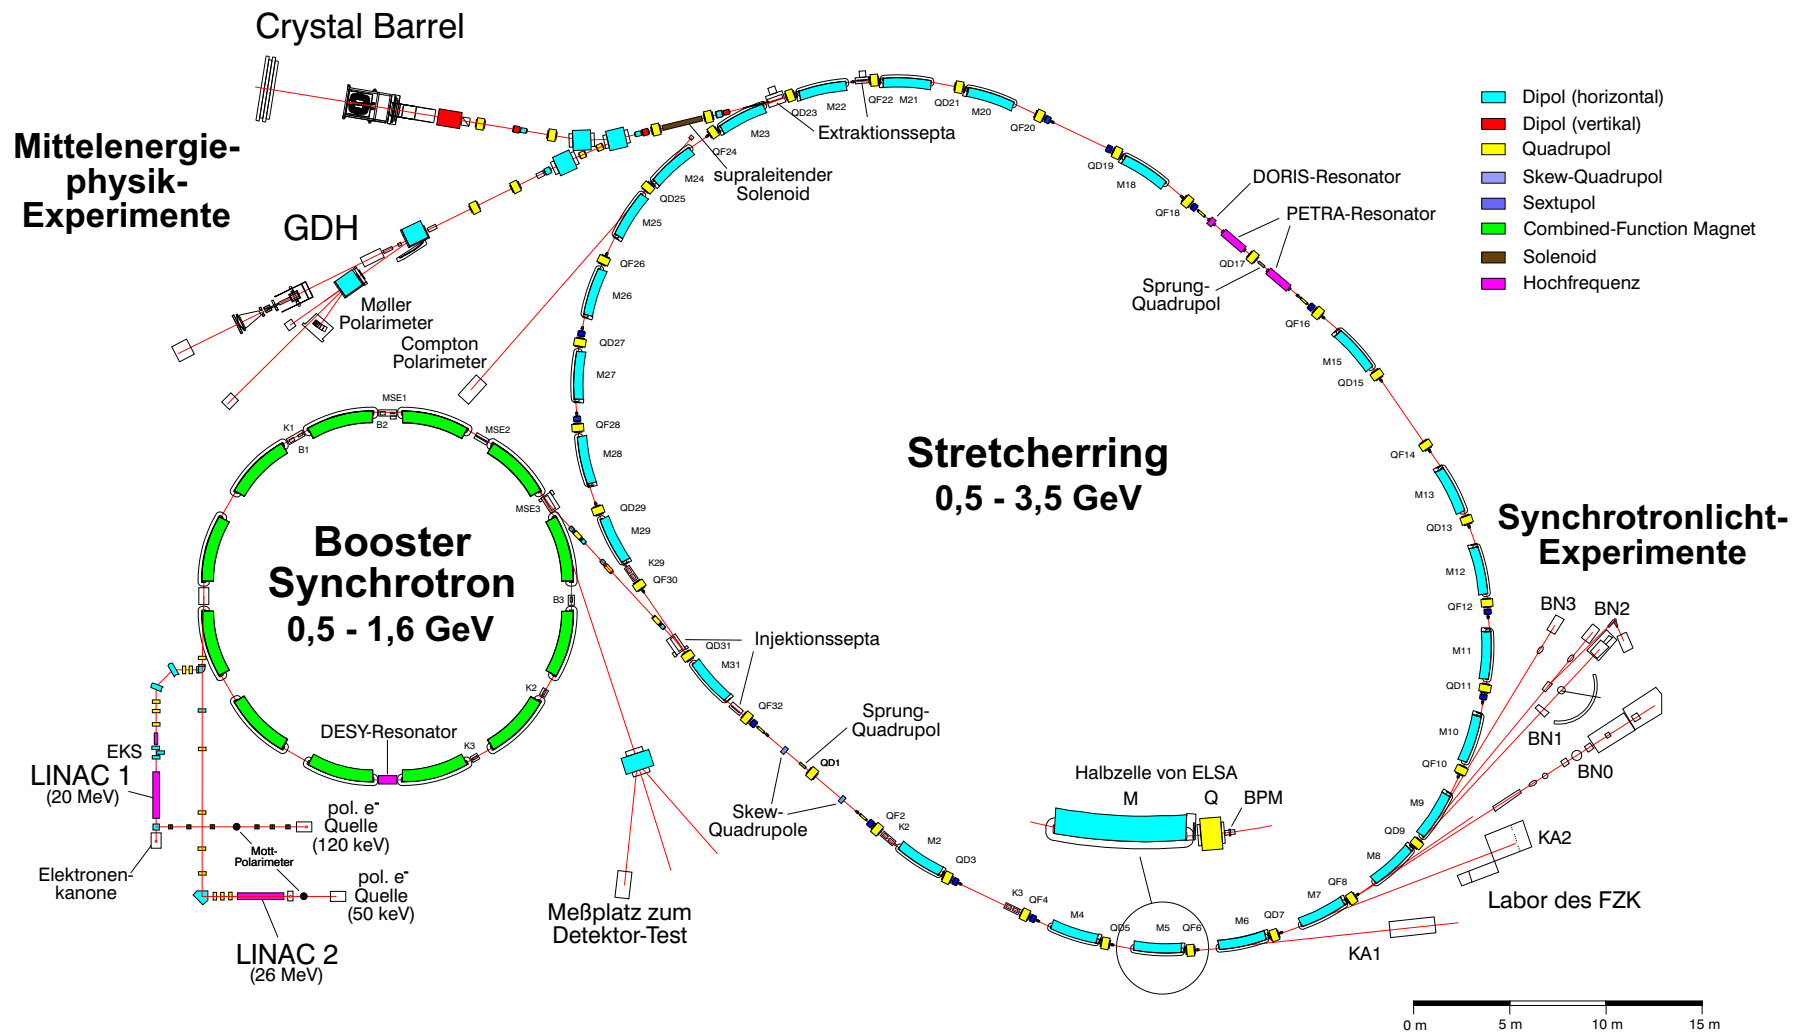 Crystal Barrel
Mittelenergie-
physik-
Experimente
GDH
Møller
Polarimeter
Compton
Polarimeter
supraleitender
Solenoid
Extraktionssepta
DORIS-Resonator
PETRA-Resonator
Sprung-
Quadrupol
Dipol (horizontal)
Dipol (vertikal)
Quadrupol
Skew-Quadrupol
Sextupol
Combined-Function Magnet
Solenoid
Hochfrequenz
Stretcherring
0,5 - 3,5 GeV
Booster
Synchrotron
0,5 - 1,6 GeV
DESY-Resonator
K1
B1
MSE1
B2
MSE2
MSE3
B3
K2
K3
EKS
LINAC 1
(20 MeV)
Elektronen-
kanone
pol. e-
Quelle
(120 keV)
Mott-
Polarimeter
pol. e-
Quelle
(50 keV)
LINAC 2
(26 MeV)
Meßplatz zum
Detektor-Test
Injektionssepta
Skew-
Quadrupole
Sprung-
Quadrupol
QD1
QF2
K2
M2
QD3
K3
QF4
M4
QD5
M5
QF6
M6
QD7
M7
QF8
M8
QD9
M9
QF10
M10
QD11
M11
QF12
M12
QD13
M13
QF14
QD15
M15
QF16
QD17
QF18
M18
QD19
QF20
M20
QD21
M21
QF22
M22
QD23
M23
QF24
M24
QD25
M25
QF26
M26
QD27
M27
QF28
M28
QD29
M29
K29
QF30
QD31
M31
QF32
Halbzelle von ELSA
M
Q
BPM
Synchrotronlicht-
Experimente
BN3
BN2
BN1
BN0
KA2
Labor des FZK
KA1
0 m
5 m
10 m
15 m